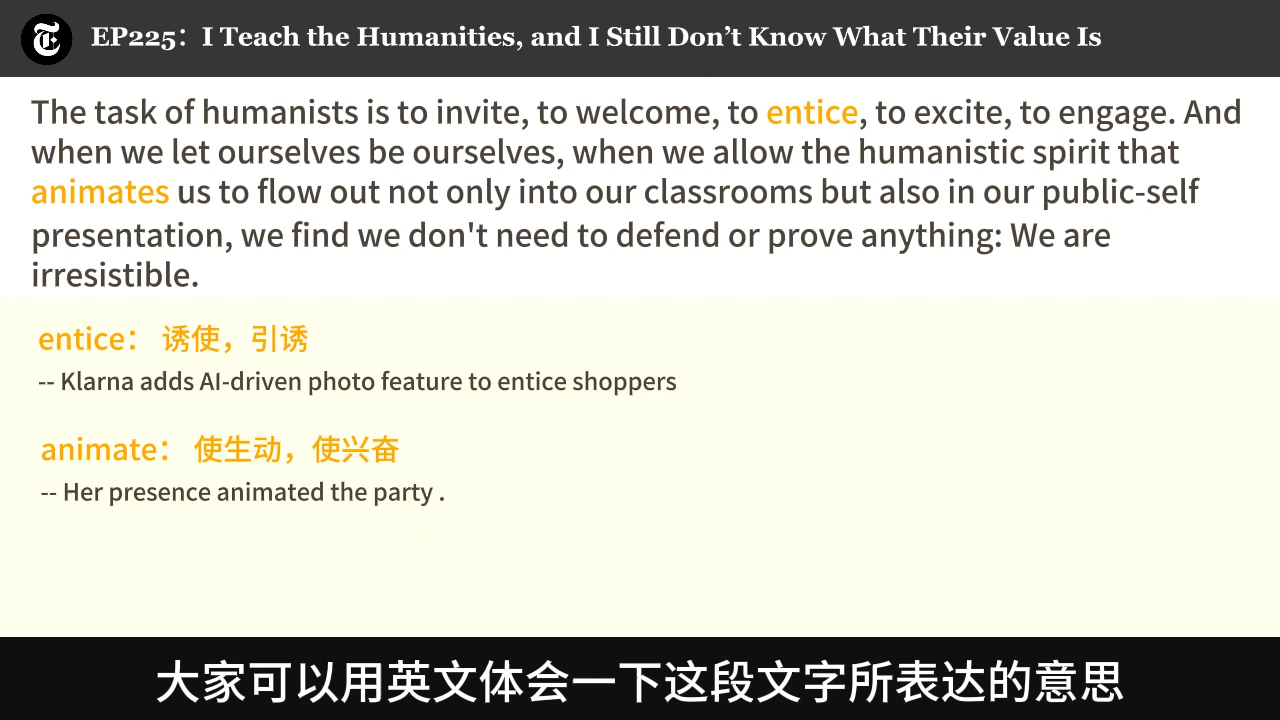 EP225：I Teach the Humanities, and I Still Don’t Know What Their Value Is
The task of humanists is to invite, to welcome, to entice, to excite, to engage. And
when we let ourselves be ourselves, when we allow the humanistic spirit that
animates us to flow out not only into our classrooms but also in our public-self
presentation, we find we don't need to defend or prove anything: We are
irresistible.
entice： 诱使，引诱
-- Klarna adds AI-driven photo feature to entice shoppers
animate： 使生动，使兴奋
-- Her presence animated the party .
大家可以用英文体会一下这段文字所表达的意思